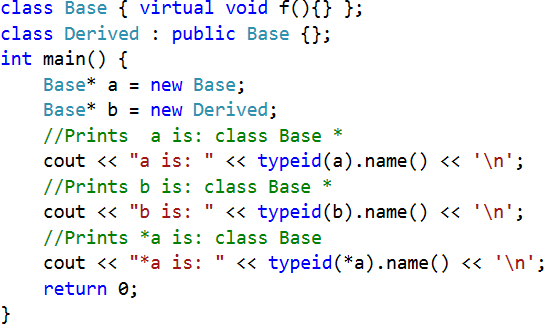 class Base { virtual void f(){} };
class Derived : public Base {};
int main() {
    Base* a = new Base;
    Base* b = new Derived;
    //Prints  a is: class Base *
    cout << "a is: " << typeid(a).name() << '\n';
    //Prints b is: class Base *
    cout << "b is: " << typeid(b).name() << '\n';
    //Prints *a is: class Base
    cout << "*a is: " << typeid(*a).name() << '\n';
    return 0;
}